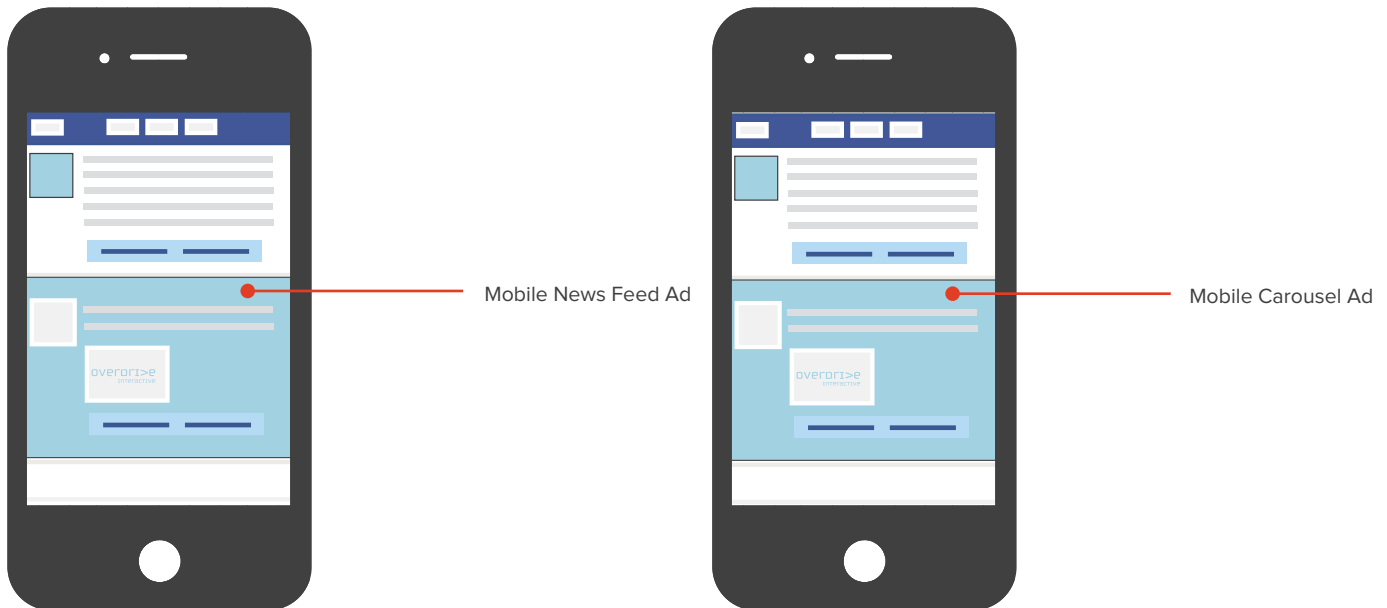 Mobile News Feed Ad
Mobile Carousel Ad
overdri>e
interactive
overdri>e
interactive